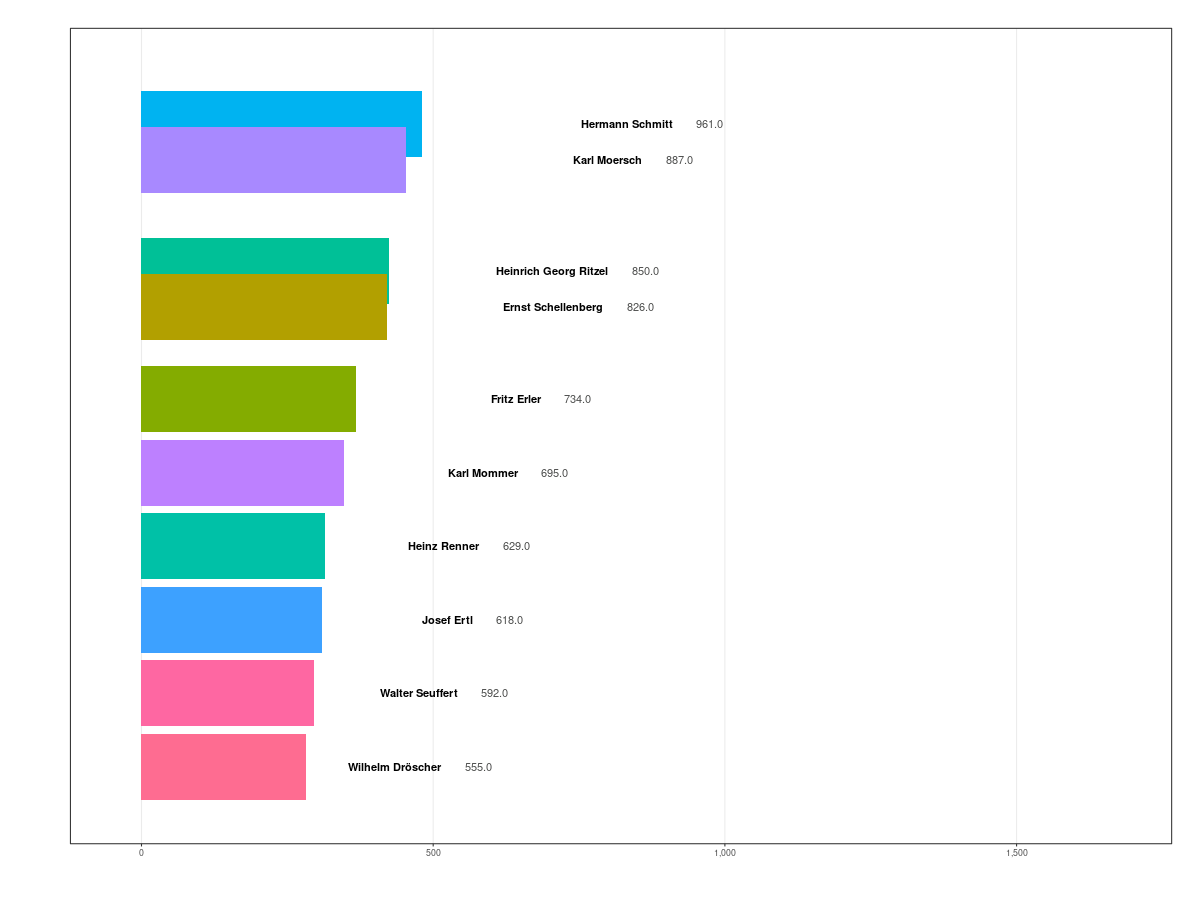 Hermann Schmitt 961.0
Karl Moersch 887.0
Heinrich Georg Ritzel 850.0
Ernst Schellenberg 826.0
Fritz Erler 734.0
Karl Mommer 695.0
Heinz Renner 629.0
Josef Ertl 618.0
Walter Seuffert 592.0
Wilhelm Dröscher 555.0
0 500 1,000 1,500